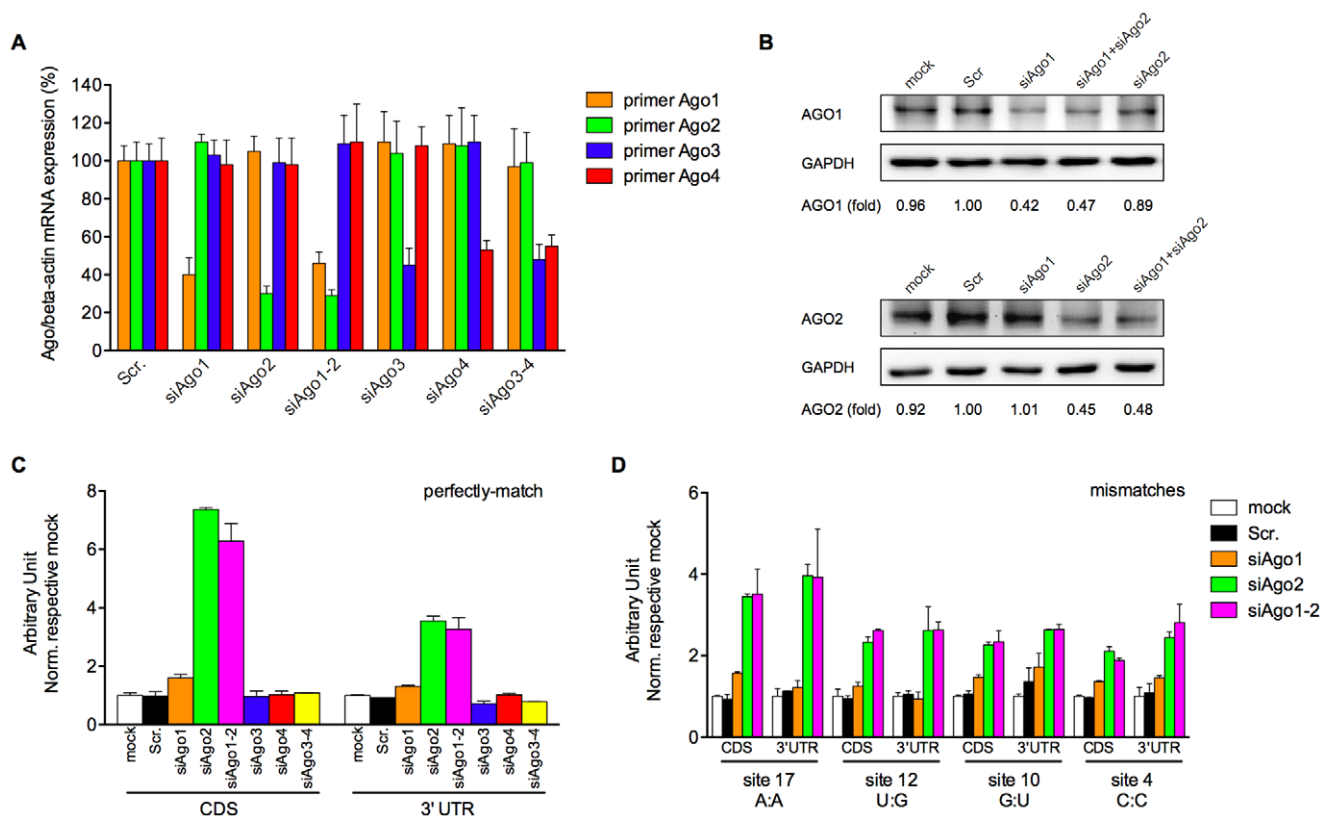 A
Ago/beta-actin mRNA expression (%)
140
120
100
80
60
40
20
0
Scr.
siAgo1
siAgo2
siAgo1-2
siAgo3
siAgo4
siAgo3-4
primer Ago1
primer Ago2
primer Ago3
primer Ago4
B
mock Scr siAgo1 siAgo1+siAgo2 siAgo2
AGO1
GAPDH
AGO1 (fold) 0.96 1.00 0.42 0.47 0.89
mock Scr siAgo1 siAgo2 siAgo1+siAgo2
AGO2
GAPDH
AGO2 (fold) 0.92 1.00 1.01 0.45 0.48
C
perfectly-match
Arbitrary Unit
Norm. respective mock
8
6
4
2
0
mock Scr. siAgo1 siAgo2 siAgo1-2 siAgo3 siAgo4 siAgo3-4 mock Scr. siAgo1 siAgo2 siAgo1-2 siAgo3 siAgo4 siAgo3-4
CDS 3' UTR
D
mismatches
Arbitrary Unit
Norm. respective mock
6
4
2
0
CDS 3'UTR CDS 3'UTR CDS 3'UTR CDS 3'UTR
site 17 site 12 site 10 site 4
A:A U:G G:U C:C
mock
Scr.
siAgo1
siAgo2
siAgo1-2